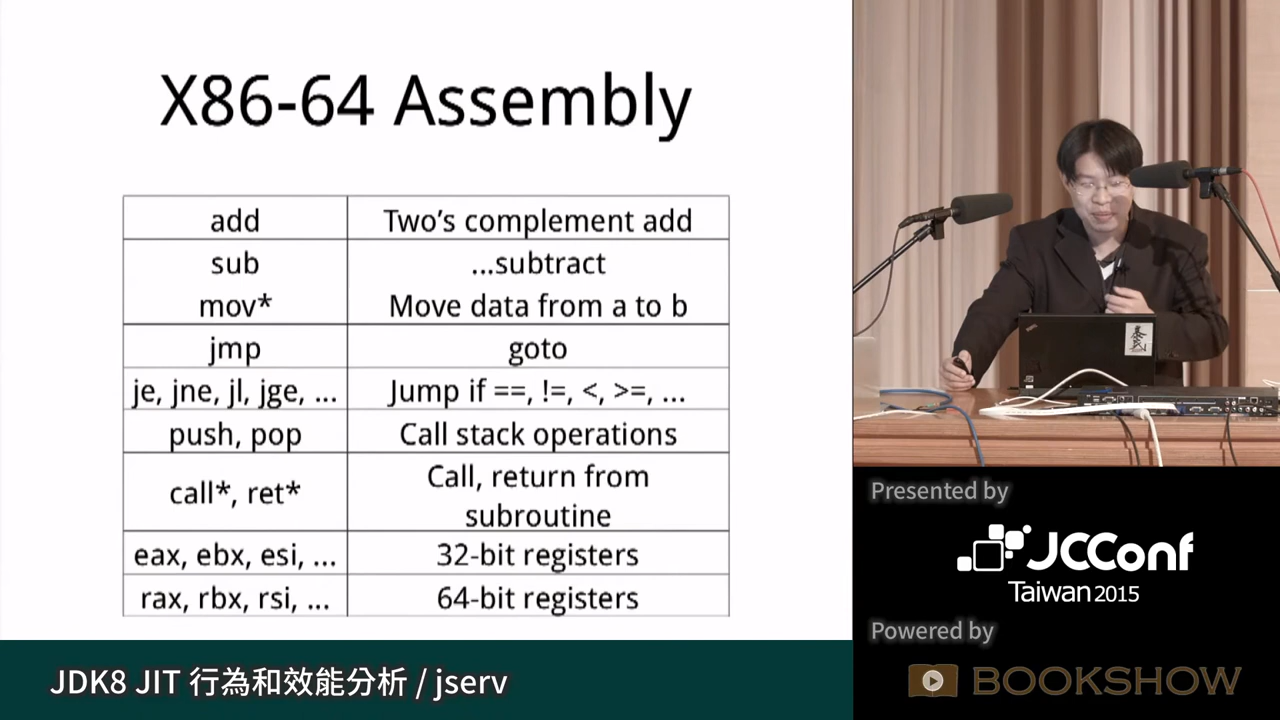 X86-64 Assembly
add Two’s complement add
sub ...subtract
mov* Move data from a to b
jmp goto
je, jne, jl, jge, ... Jump if ==, !=, <, >=, ...
push, pop Call stack operations
call*, ret* Call, return from
subroutine
eax, ebx, esi, ... 32-bit registers
rax, rbx, rsi, ... 64-bit registers
JDK8 JIT 行為和效能分析 / jserv
Presented by
JCConf
Taiwan 2015
Powered by
BOOKSHOW